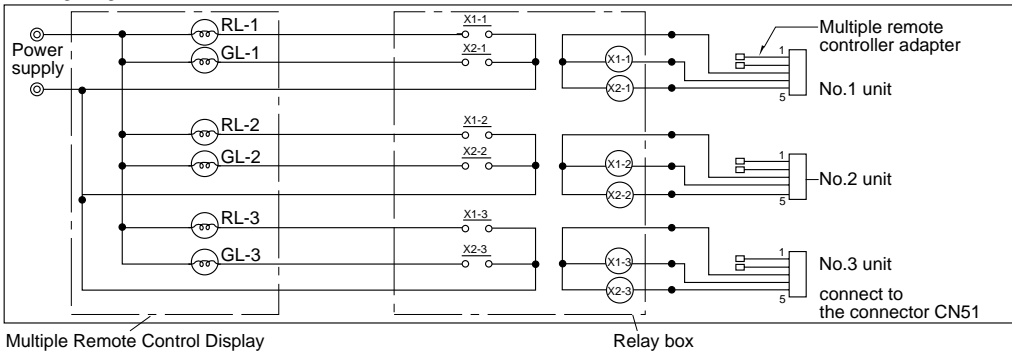 Power
supply
RL-1
GL-1
X1-1
X2-1
X1-1
X2-1
1
5
Multiple remote
controller adapter
No.1 unit
RL-2
GL-2
X1-2
X2-2
X1-2
X2-2
1
5
No.2 unit
RL-3
GL-3
X1-3
X2-3
X1-3
X2-3
1
5
No.3 unit
connect to
the connector CN51
Multiple Remote Control Display
Relay box